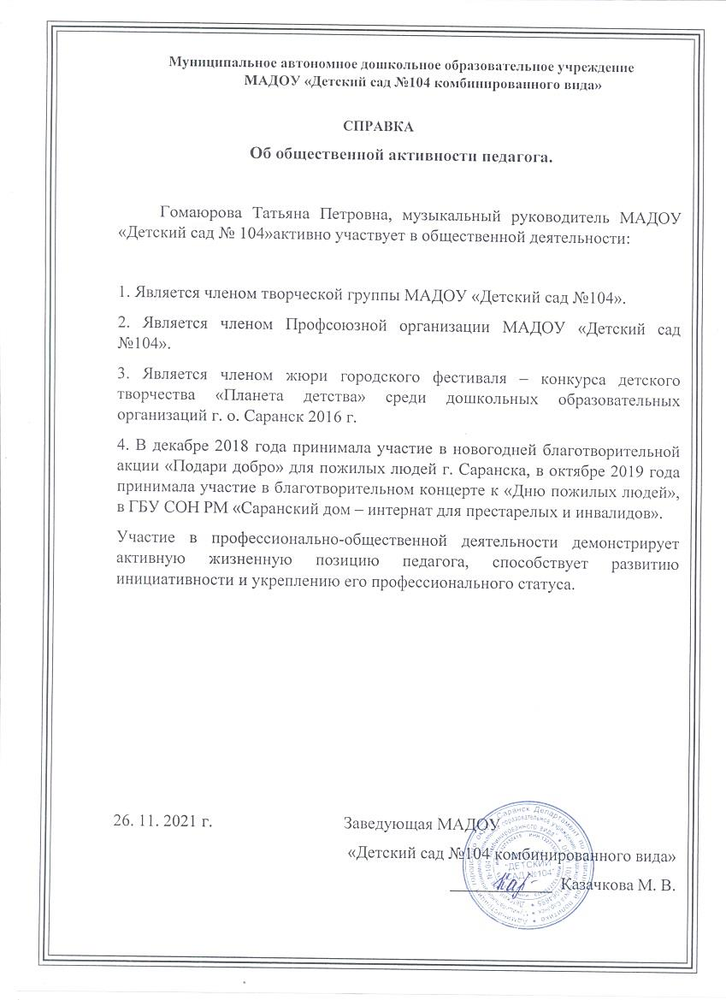 Муниципальное автономное дошкольное образовательное учреждение
МАДОУ «Детский сад №104 комбинированного вида»
СПРАВКА
Об общественной активности педагога.
Гомаюрова Татьяна Петровна, музыкальный руководитель МАДОУ
«Детский сад № 104»активно участвует в общественной деятельности:
1. Является членом творческой группы МАДОУ «Детский сад №104».
2. Является членом Профсоюзной организации МАДОУ «Детский сад
№104».
3. Является членом жюри городского фестиваля – конкурса детского
творчества «Планета детства» среди дошкольных образовательных
организаций г. о. Саранск 2016 г.
4. В декабре 2018 года принимала участие в новогодней благотворительной
акции «Подари добро» для пожилых людей г. Саранска, в октябре 2019 года
принимала участие в благотворительном концерте к «Дню пожилых людей»,
в ГБУ СОН РМ «Саранский дом – интернат для престарелых и инвалидов».
Участие в профессионально-общественной деятельности демонстрирует
активную жизненную позицию педагога, способствует развитию
инициативности и укреплению его профессионального статуса.
26. 11. 2021 г.
Заведующая МАДОУ
«Детский сад №104 комбинированного вида»
Казачкова М. В.
"ДЕТСКИЙ
САД №104"